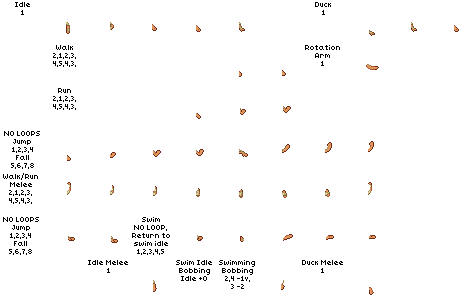 Idle
1
Duck
1
Walk
2,1,2,3,
4,5,4,3,
Rotation
Arm
1
Run
2,1,2,3,
4,5,4,3,
NO LOOPS
Jump
1,2,3,4
Fall
5,6,7,8
Walk/Run
Melee
2,1,2,3,
4,5,4,3,
NO LOOPS
Jump
1,2,3,4
Fall
5,6,7,8
Swim
NO LOOP,
Return to
swim idle
1,2,3,4,5
Idle Melee
1
Swim Idle
Bobbing
Idle +0
Swimming
Bobbing
2,4 -1v,
3 -2
Duck Melee
1